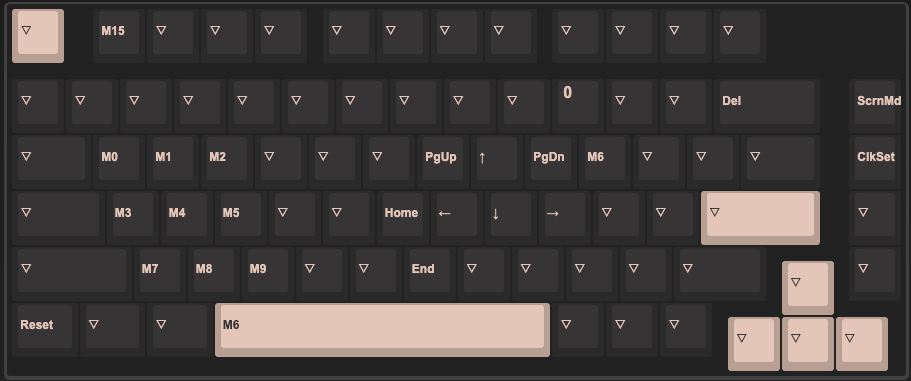 ▽ M15 ▽ ▽ ▽ ▽ ▽ ▽ ▽ ▽ ▽ ▽ ▽
▽ ▽ ▽ ▽ ▽ ▽ ▽ ▽ ▽ ▽ 0 ▽ ▽ Del ScrnMd
▽ M0 M1 M2 ▽ ▽ ▽ PgUp ↑ PgDn M6 ▽ ▽ ▽ ClkSet
▽ M3 M4 M5 ▽ ▽ Home ← ↓ → ▽ ▽ ▽ ▽
▽ M7 M8 M9 ▽ ▽ End ▽ ▽ ▽ ▽ ▽ ▽ ▽
Reset ▽ ▽ M6 ▽ ▽ ▽ ▽ ▽ ▽